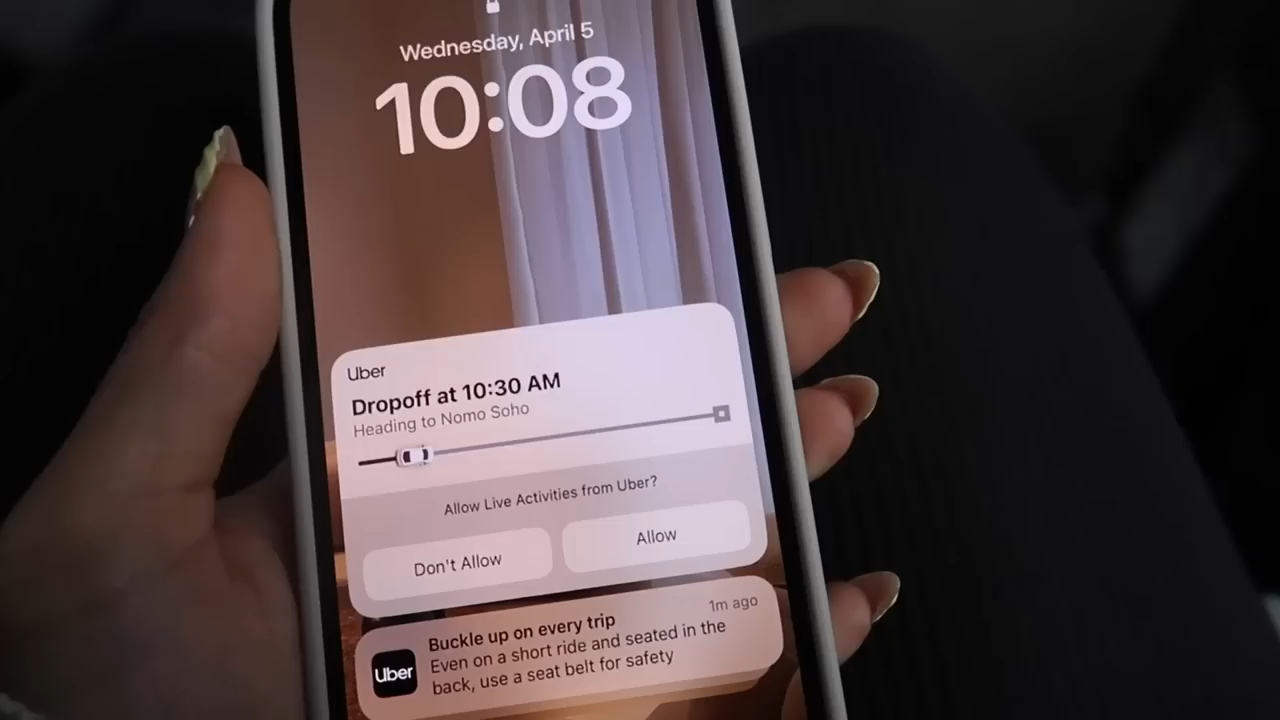 Wednesday, April 5
10:08
Uber
Dropoff at 10:30 AM
Heading to Nomo Soho
Allow Live Activities from Uber?
Don't Allow
Allow
Buckle up on every trip
1m ago
Even on a short ride and seated in the
back, use a seat belt for safety
Uber